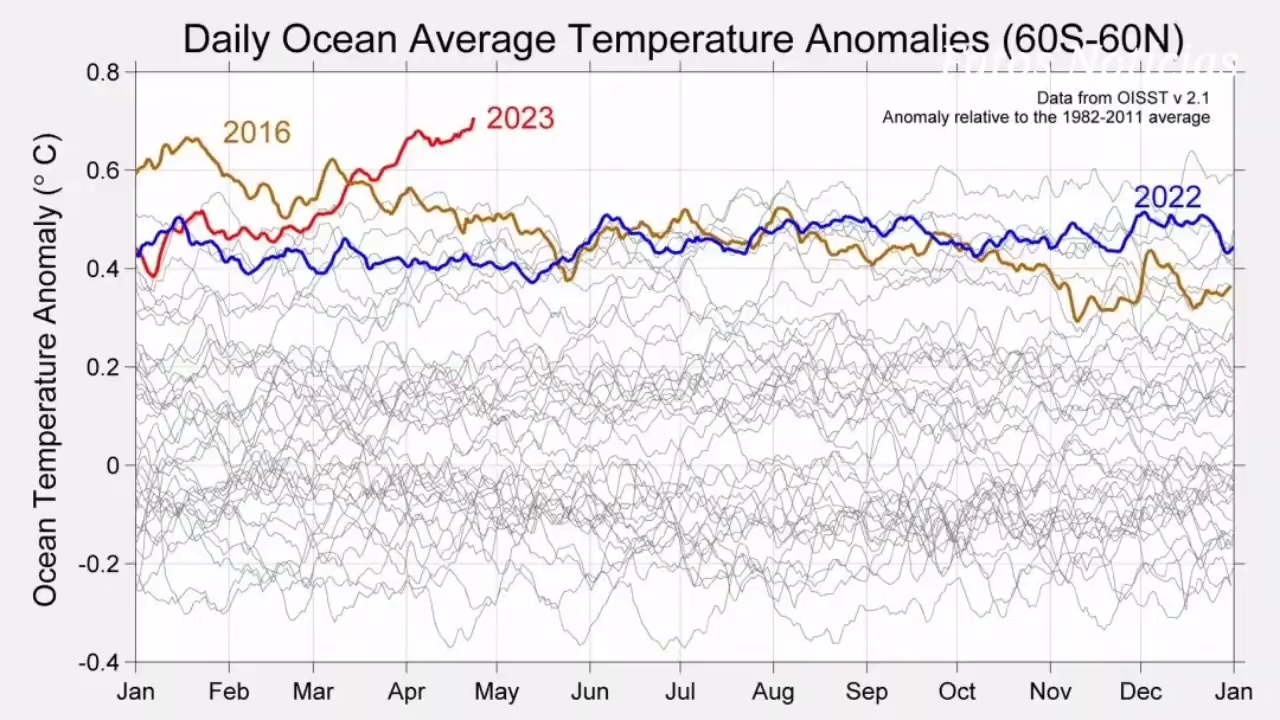 Daily Ocean Average Temperature Anomalies (60S-60N)
Fatos Notícias
Data from OISST v 2.1
Anomaly relative to the 1982-2011 average
2016
2023
2022
Ocean Temperature Anomaly (° C)
0.8
0.6
0.4
0.2
0
-0.2
-0.4
Jan Feb Mar Apr May Jun Jul Aug Sep Oct Nov Dec Jan